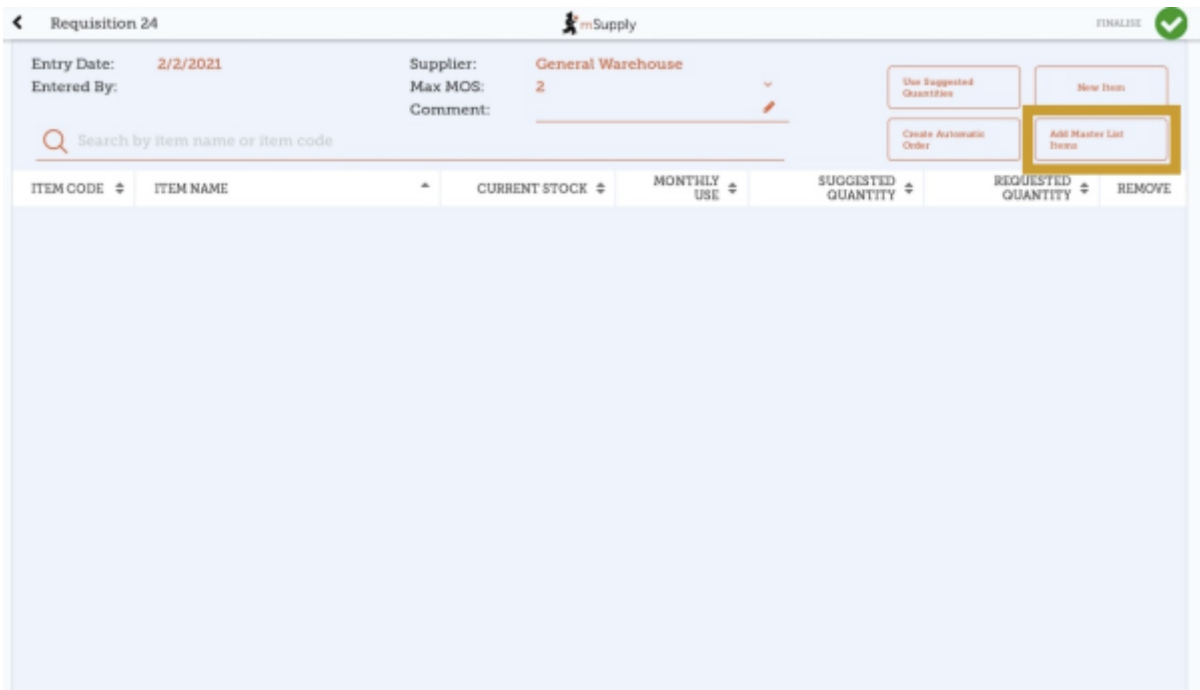 Requisition 24
mSupply
FINALISE
Entry Date: 2/2/2021
Entered By:
Supplier: General Warehouse
Max MOS: 2
Comment:
Use Suggested
Quantities
New Item
Create Automatic
Order
Add Master List
Items
Search by item name or item code
ITEM CODE
ITEM NAME
CURRENT STOCK
MONTHLY
USE
SUGGESTED
QUANTITY
REQUESTED
QUANTITY
REMOVE